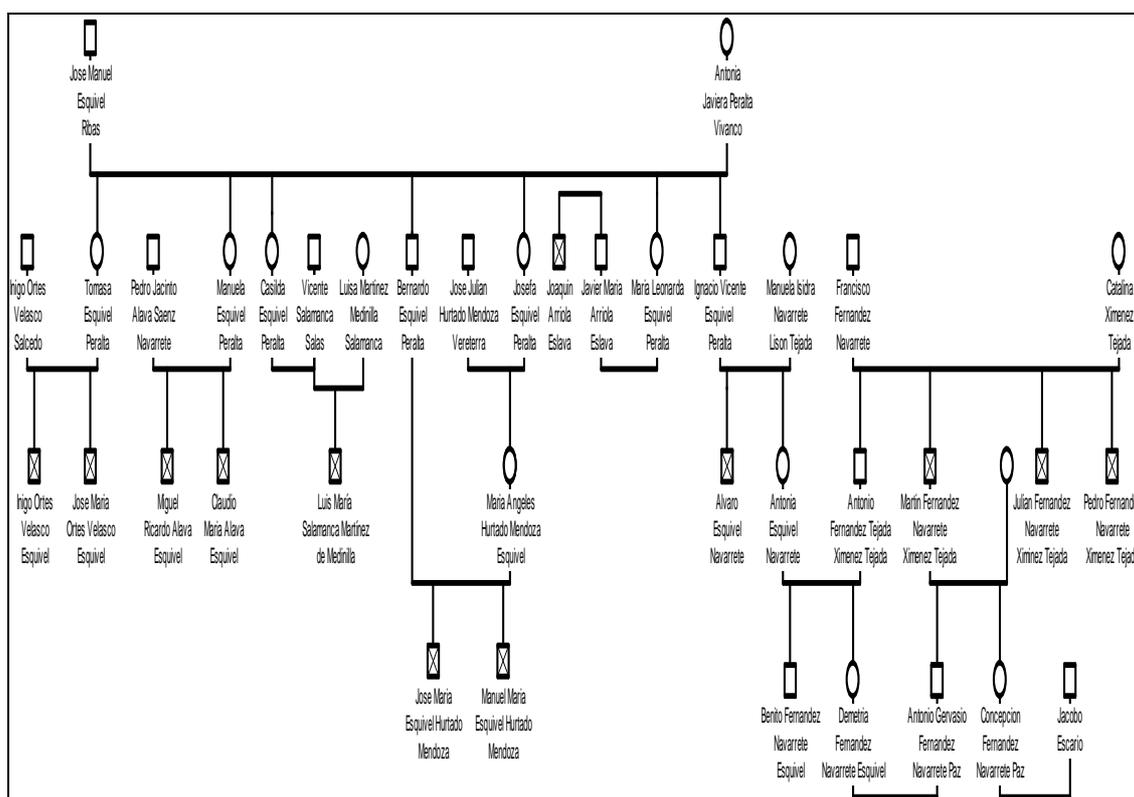 Jose Manuel
Esquivel
Ribas
Antonia
Javiera Peralta
Vivanco
Inigo Ortes
Velasco
Salcedo
Tomasa
Esquivel
Peralta
Pedro Jacinto
Alava Saenz
Navarrete
Manuela
Esquivel
Peralta
Casilda
Esquivel
Peralta
Vicente
Salamanca
Salas
Luisa Martinez
Medinilla
Salamanca
Bernardo
Esquivel
Peralta
Jose Julian
Hurtado Mendoza
Vereterra
Josefa
Esquivel
Peralta
Joaquin
Arriola
Eslava
Javier Maria
Arriola
Eslava
Maria Leonarda
Esquivel
Peralta
Ignacio Vicente
Esquivel
Peralta
Manuela Isidra
Navarrete
Lison Tejada
Francisco
Fernandez
Navarrete
Catalina
Ximenez
Tejada
Inigo Ortes
Velasco
Esquivel
Jose Maria
Ortes Velasco
Esquivel
Miguel
Ricardo Alava
Esquivel
Claudio
Maria Alava
Esquivel
Luis María
Salamanca Martínez
de Medinilla
Maria Angeles
Hurtado Mendoza
Esquivel
Alvaro
Esquivel
Navarrete
Antonia
Esquivel
Navarrete
Antonio
Fernandez Tejada
Ximenez Tejada
Martin Fernandez
Navarrete
Ximenez Tejada
Julian Fernandez
Navarrete
Ximinez Tejada
Pedro Fernand
Navarrete
Ximenez Tejad
Jose Maria
Esquivel Hurtado
Mendoza
Manuel Maria
Esquivel Hurtado
Mendoza
Benito Fernandez
Navarrete
Esquivel
Demetria
Fernandez
Navarrete Esquivel
Antonio Gervasio
Fernandez
Navarrete Paz
Concepcion
Fernandez
Navarrete Paz
Jacobo
Escario